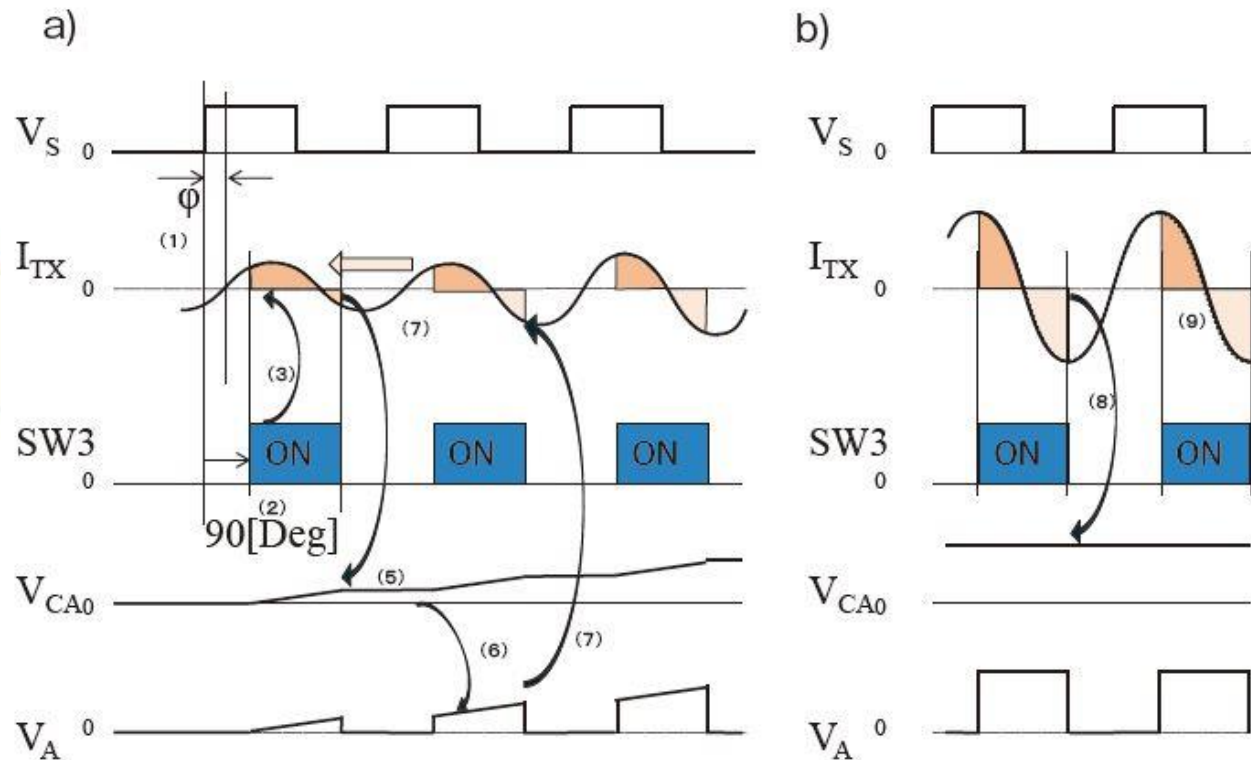 a)
b)
V_S 0
V_S 0
φ
(1)
I_TX 0
(7)
I_TX 0
(9)
(3)
(8)
SW3 0
ON
ON
ON
SW3 0
ON
ON
(2)
90[Deg]
(5)
V_CA0
V_CA0
(6)
(7)
V_A 0
V_A 0